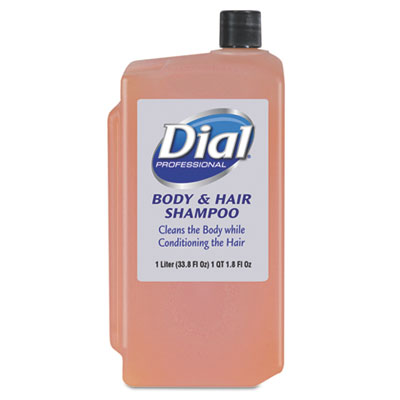 Dial
PROFESSIONAL
BODY & HAIR
SHAMPOO
Cleans the Body while
Conditioning the Hair
1 Liter (33.8 Fl Oz) 1 QT 1.8 Fl Oz